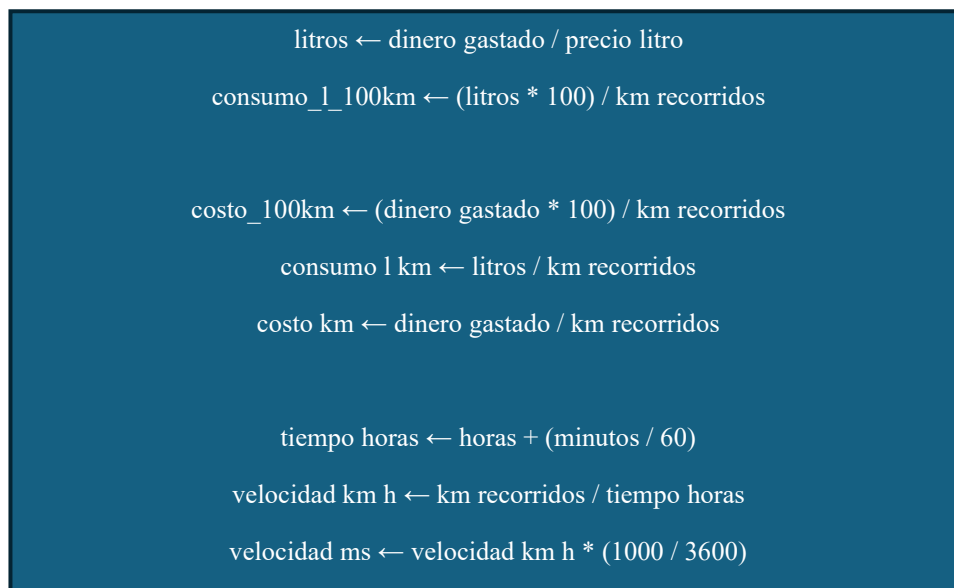 litros ← dinero gastado / precio litro
consumo_l_100km ← (litros * 100) / km recorridos
costo_100km ← (dinero gastado * 100) / km recorridos
consumo l km ← litros / km recorridos
costo km ← dinero gastado / km recorridos
tiempo horas ← horas + (minutos / 60)
velocidad km h ← km recorridos / tiempo horas
velocidad ms ← velocidad km h * (1000 / 3600)